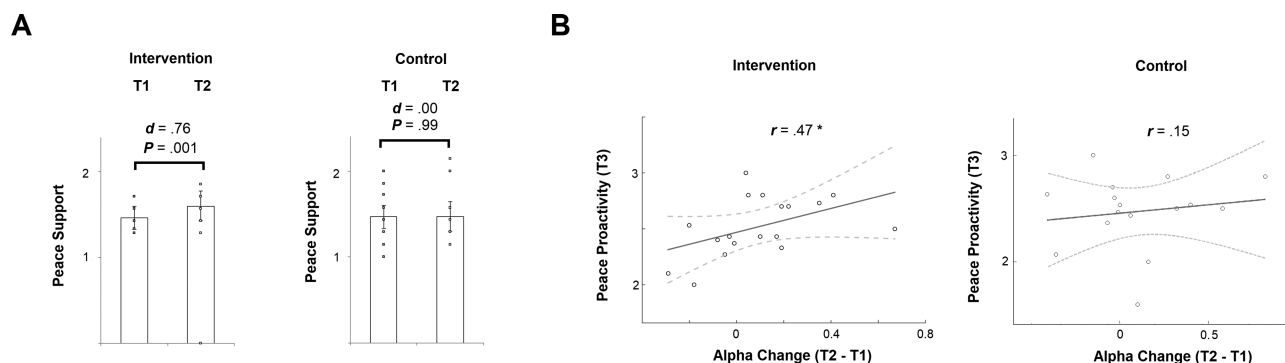 A
Intervention
T1 T2
d = .76
P = .001
2
1
Peace Support
Control
T1 T2
d = .00
P = .99
2
1
Peace Support
B
Intervention
r = .47 *
3
2
Peace Proactivity (T3)
0 0.4 0.8
Alpha Change (T2 - T1)
Control
r = .15
3
2
Peace Proactivity (T3)
0 0.5
Alpha Change (T2 - T1)